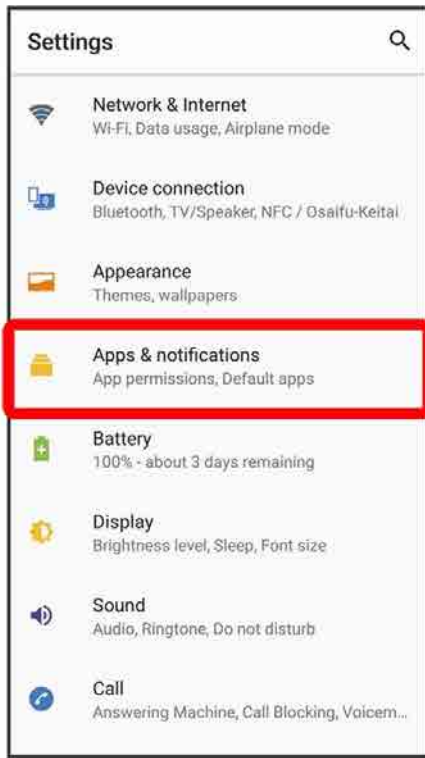 Settings
Network & Internet
Wi-Fi, Data usage, Airplane mode
Device connection
Bluetooth, TV/Speaker, NFC / Osaifu-Keitai
Appearance
Themes, wallpapers
Apps & notifications
App permissions, Default apps
Battery
100% - about 3 days remaining
Display
Brightness level, Sleep, Font size
Sound
Audio, Ringtone, Do not disturb
Call
Answering Machine, Call Blocking, Voicem...